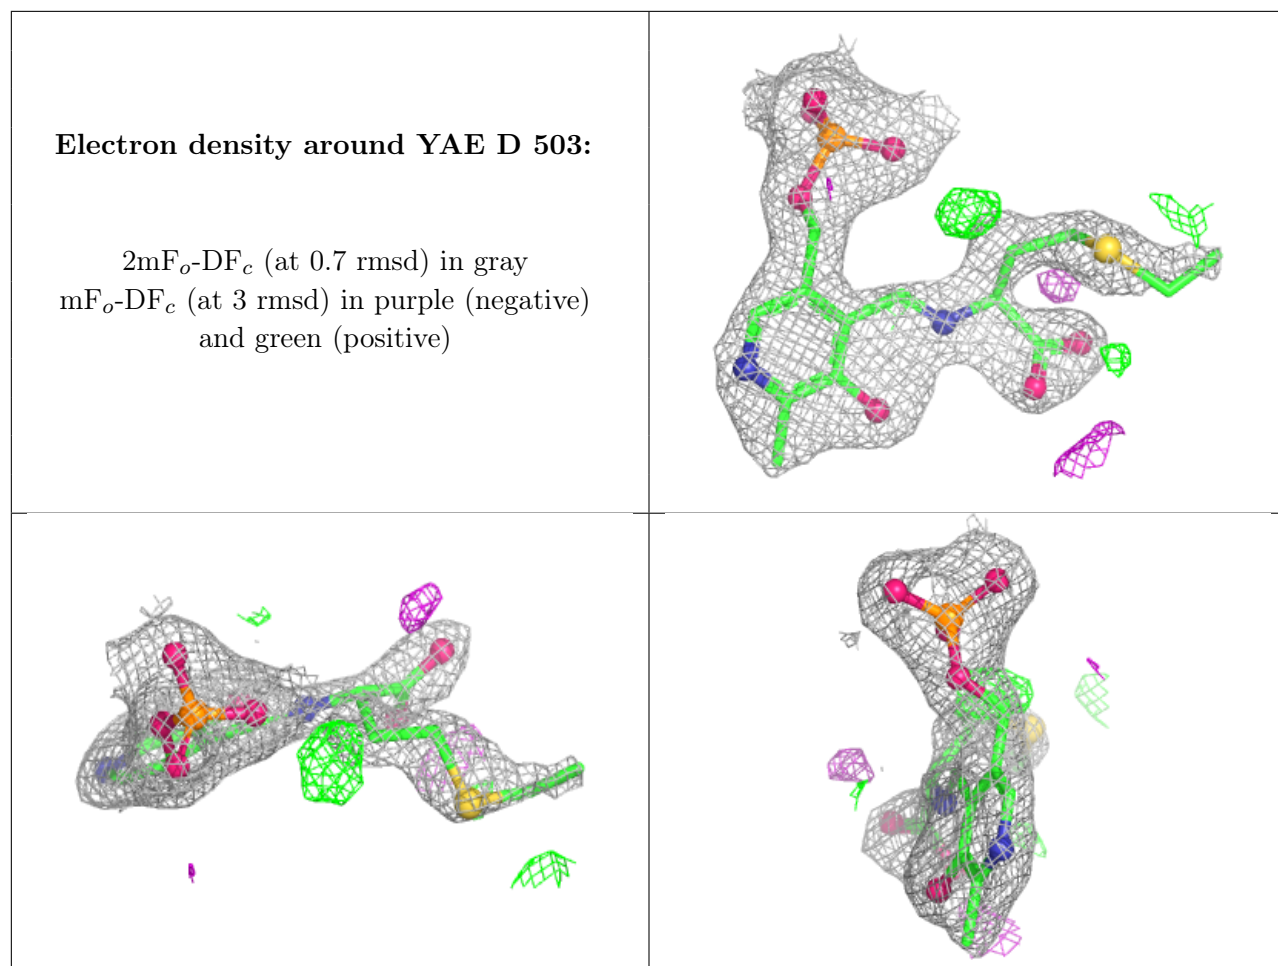 Electron density around YAE D 503:
2mFo-DFc (at 0.7 rmsd) in gray
mFo-DFc (at 3 rmsd) in purple (negative)
and green (positive)